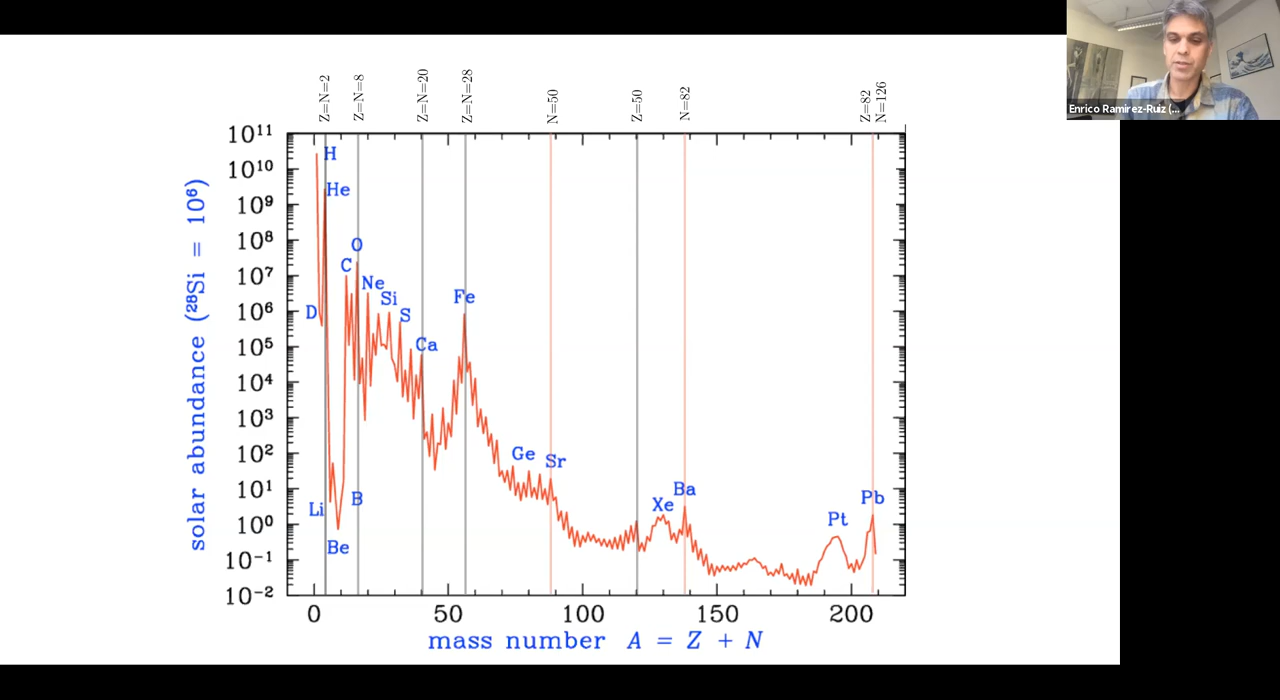 Enrico Ramirez-Ruiz (...
Z=N=2
Z=N=8
Z=N=20
Z=N=28
N=50
Z=50
N=82
Z=82
N=126
solar abundance (²⁸Si = 10⁶)
10¹¹
10¹⁰
10⁹
10⁸
10⁷
10⁶
10⁵
10⁴
10³
10²
10¹
10⁰
10⁻¹
10⁻²
H
He
O
C
Ne
Si
Fe
D
S
Ca
Ge
Sr
Ba
B
Pb
Xe
Li
Pt
Be
0 50 100 150 200
mass number A = Z + N